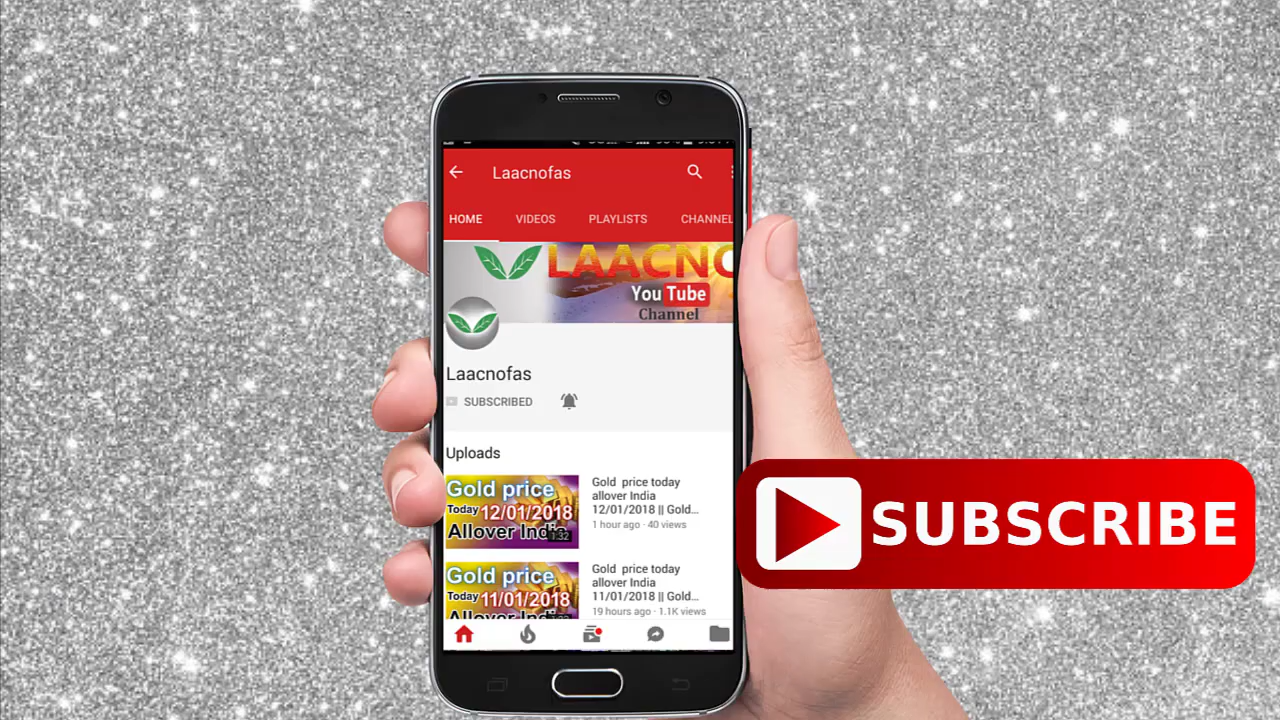 Laacnofas
HOME VIDEOS PLAYLISTS CHANNEL
LAACNO
YouTube
Channel
Laacnofas
SUBSCRIBED
Uploads
Gold price
Today 12/01/2018
Allover India
1:32
Gold price today
allover India
12/01/2018 || Gold...
1 hour ago · 40 views
SUBSCRIBE
Gold price
Today 11/01/2018
Gold price today
allover India
11/01/2018 || Gold...
19 hours ago · 1.1K views